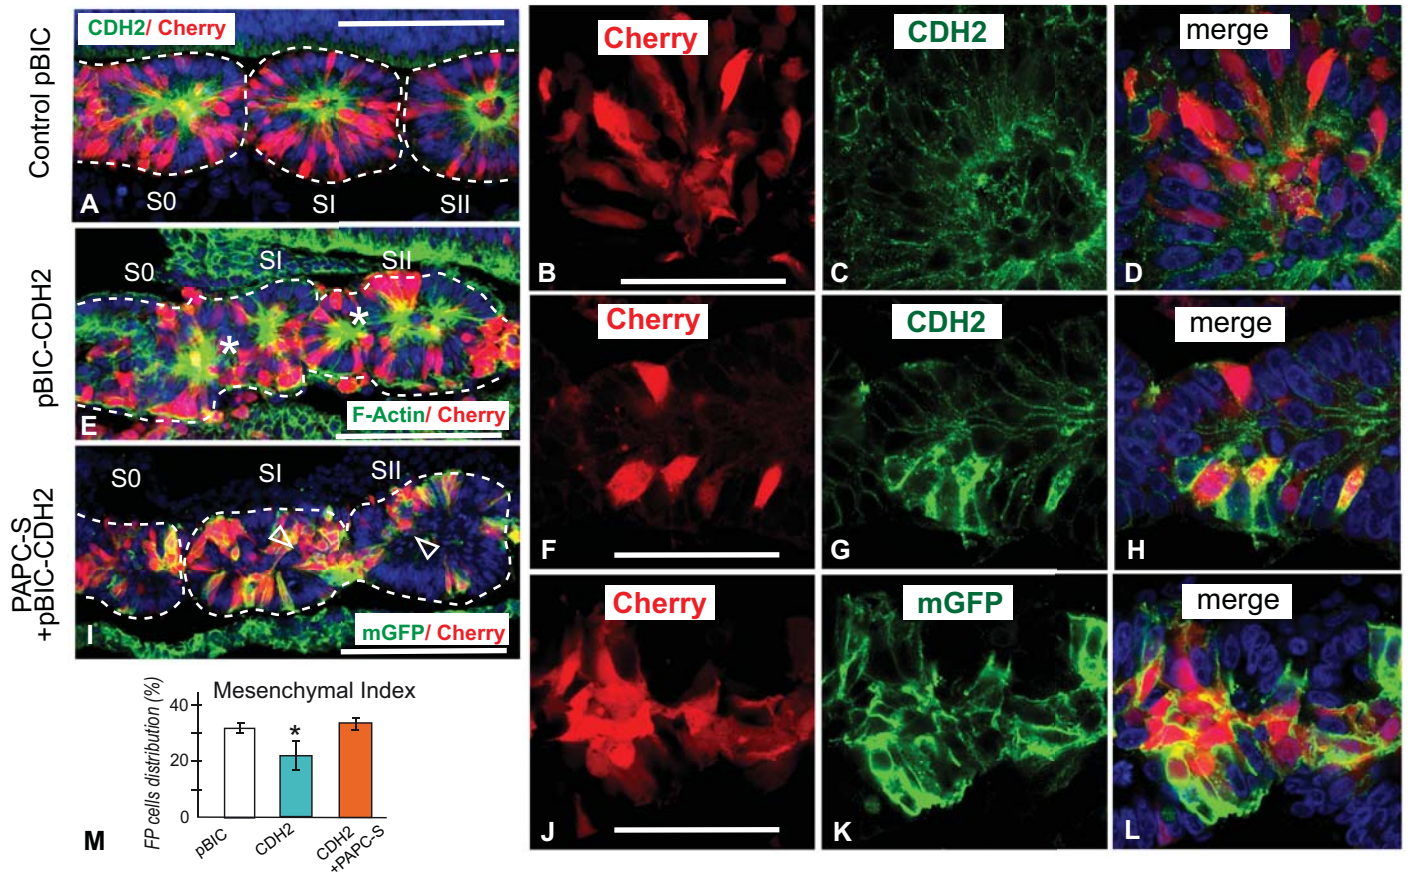 Control pBIC
CDH2/ Cherry
A
S0
SI
SII
Cherry
B
CDH2
C
merge
D
pBIC-CDH2
S0
SI
SII
*
*
E
F-Actin/ Cherry
Cherry
F
CDH2
G
merge
H
PAPC-S
+pBIC-CDH2
S0
SI
SII
I
mGFP/ Cherry
Cherry
J
mGFP
K
merge
L
M
Mesenchymal Index
FP cells distribution (%)
40
20
0
*
pBIC
CDH2
CDH2
+PAPC-S